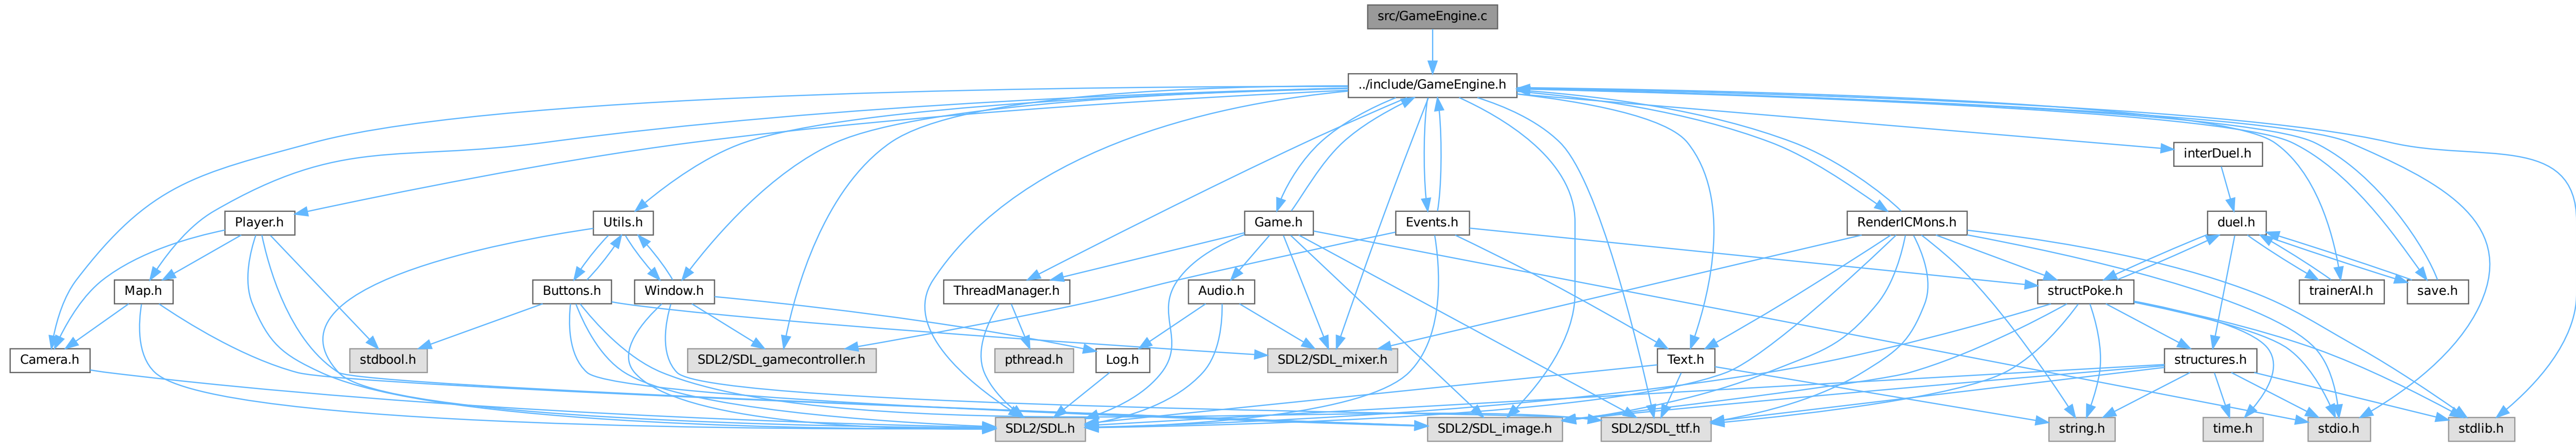 src/GameEngine.c
../include/GameEngine.h
interDuel.h
Player.h
Utils.h
Game.h
Events.h
RenderICMons.h
duel.h
Map.h
Buttons.h
Window.h
ThreadManager.h
Audio.h
structPoke.h
trainerAI.h
save.h
Camera.h
stdbool.h
SDL2/SDL_gamecontroller.h
pthread.h
Log.h
SDL2/SDL_mixer.h
Text.h
structures.h
SDL2/SDL.h
SDL2/SDL_image.h
SDL2/SDL_ttf.h
string.h
time.h
stdio.h
stdlib.h